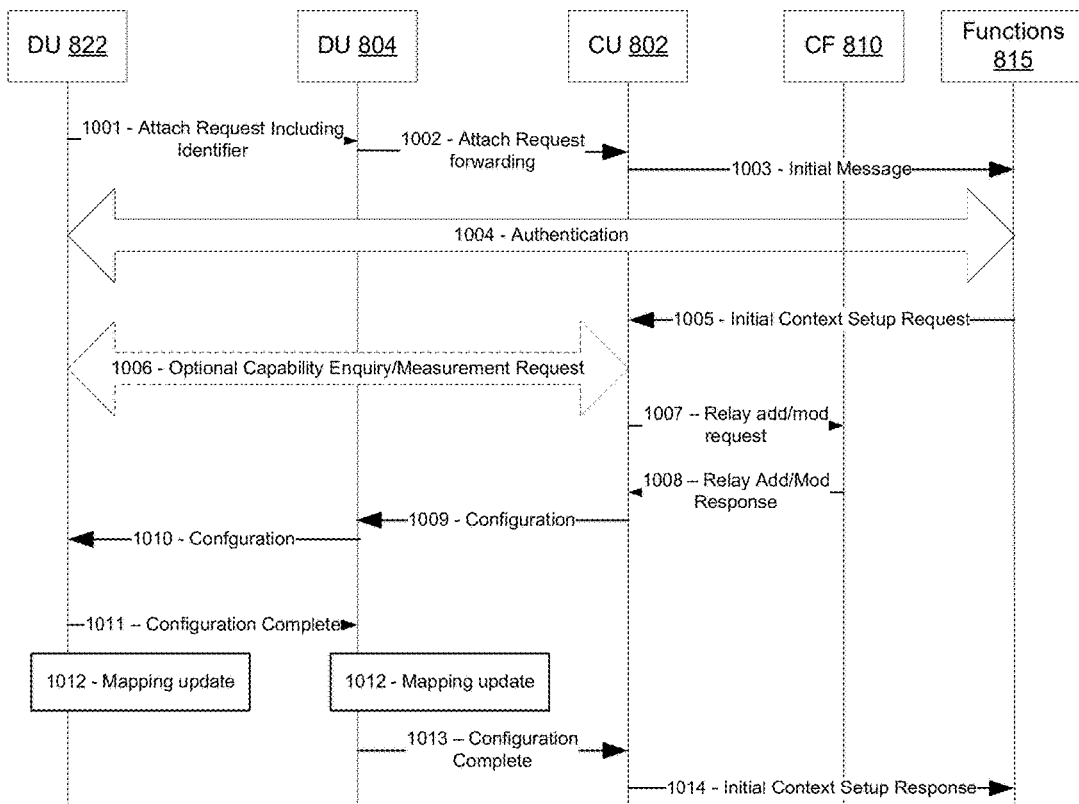 DU 822
DU 804
CU 802
CF 810
Functions
815
1001 - Attach Request Including
Identifier
1002 - Attach Request
forwarding
1003 - Initial Message
1004 - Authentication
1005 - Initial Context Setup Request
1006 - Optional Capability Enquiry/Measurement Request
1007 – Relay add/mod
request
1008 – Relay Add/Mod
Response
1009 - Configuration
1010 - Confguration
1011 – Configuration Complete
1012 - Mapping update
1012 - Mapping update
1013 – Configuration
Complete
1014 - Initial Context Setup Response